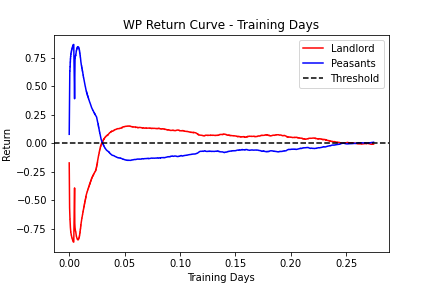 WP Return Curve - Training Days
Landlord
Peasants
Threshold
Return
0.75
0.50
0.25
0.00
−0.25
−0.50
−0.75
0.00 0.05 0.10 0.15 0.20 0.25
Training Days